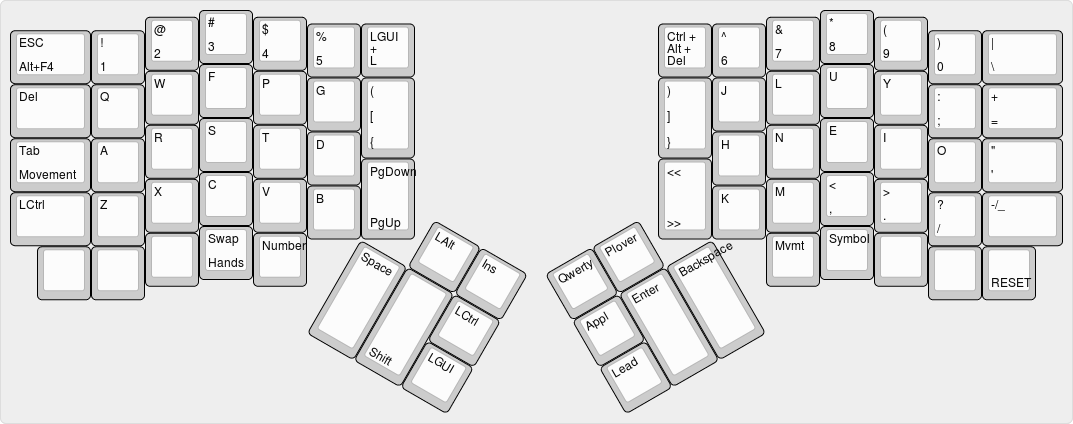 ESC
Alt+F4
!
1
@
2
#
3
$
4
%
5
LGUI
+
L
Ctrl +
Alt +
Del
^
6
&
7
*
8
(
9
)
0
|
\
Del
Q
W
F
P
G
(
[
{
)
]
}
J
L
U
Y
:
;
+
=
Tab
Movement
A
R
S
T
D
PgDown
PgUp
<<
>>
H
N
E
I
O
"
'
LCtrl
Z
X
C
V
B
K
M
<
,
>
.
?
/
-/_
Swap
Hands
Number
Mvmt
Symbol
RESET
LAlt
Ins
Space
Shift
LCtrl
LGUI
Qwerty
Plover
Backspace
Enter
Appl
Lead